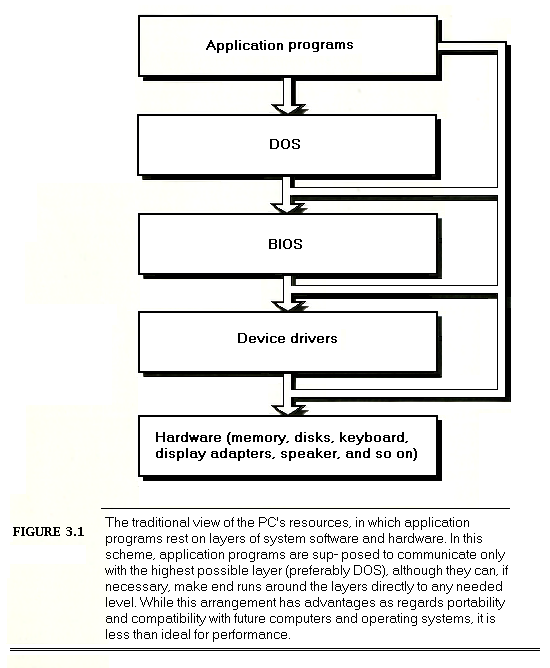 Application programs
DOS
BIOS
Device drivers
Hardware (memory, disks, keyboard,
display adapters, speaker, and so on)
FIGURE 3.1
The traditional view of the PC's resources, in which application
programs rest on layers of system software and hardware. In this
scheme, application programs are sup- posed to communicate only
with the highest possible layer (preferably DOS), although they can, if
necessary, make end runs around the layers directly to any needed
level. While this arrangement has advantages as regards portability
and compatibility with future computers and operating systems, it is
less than ideal for performance.